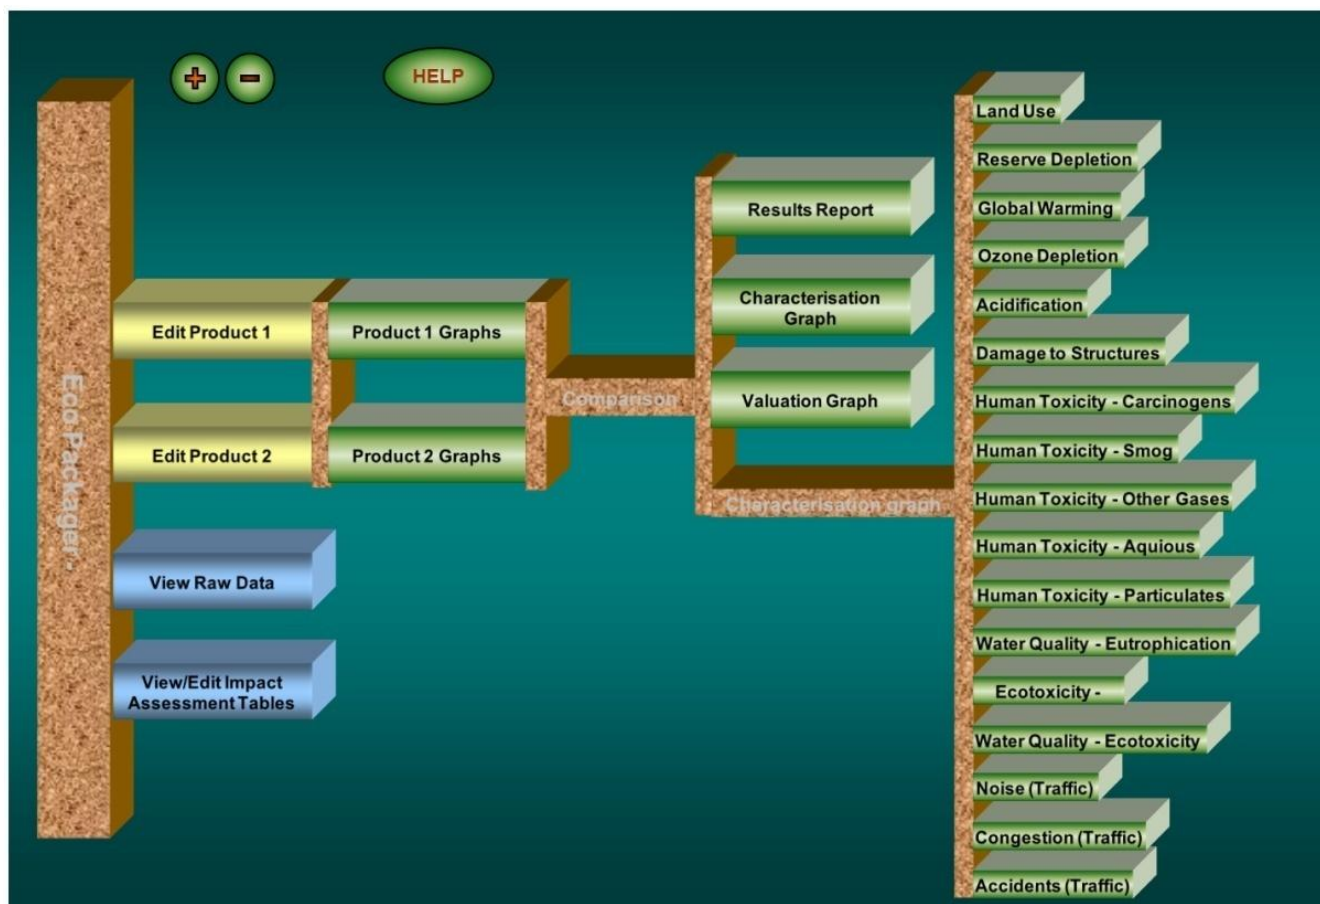 +
−
HELP
Eco Packager -
Edit Product 1
Edit Product 2
View Raw Data
View/Edit Impact
Assessment Tables
Product 1 Graphs
Product 2 Graphs
Comparison
Results Report
Characterisation
Graph
Valuation Graph
Characterisation graph
Land Use
Reserve Depletion
Global Warming
Ozone Depletion
Acidification
Damage to Structures
Human Toxicity - Carcinogens
Human Toxicity - Smog
Human Toxicity - Other Gases
Human Toxicity - Aquious
Human Toxicity - Particulates
Water Quality - Eutrophication
Ecotoxicity -
Water Quality - Ecotoxicity
Noise (Traffic)
Congestion (Traffic)
Accidents (Traffic)